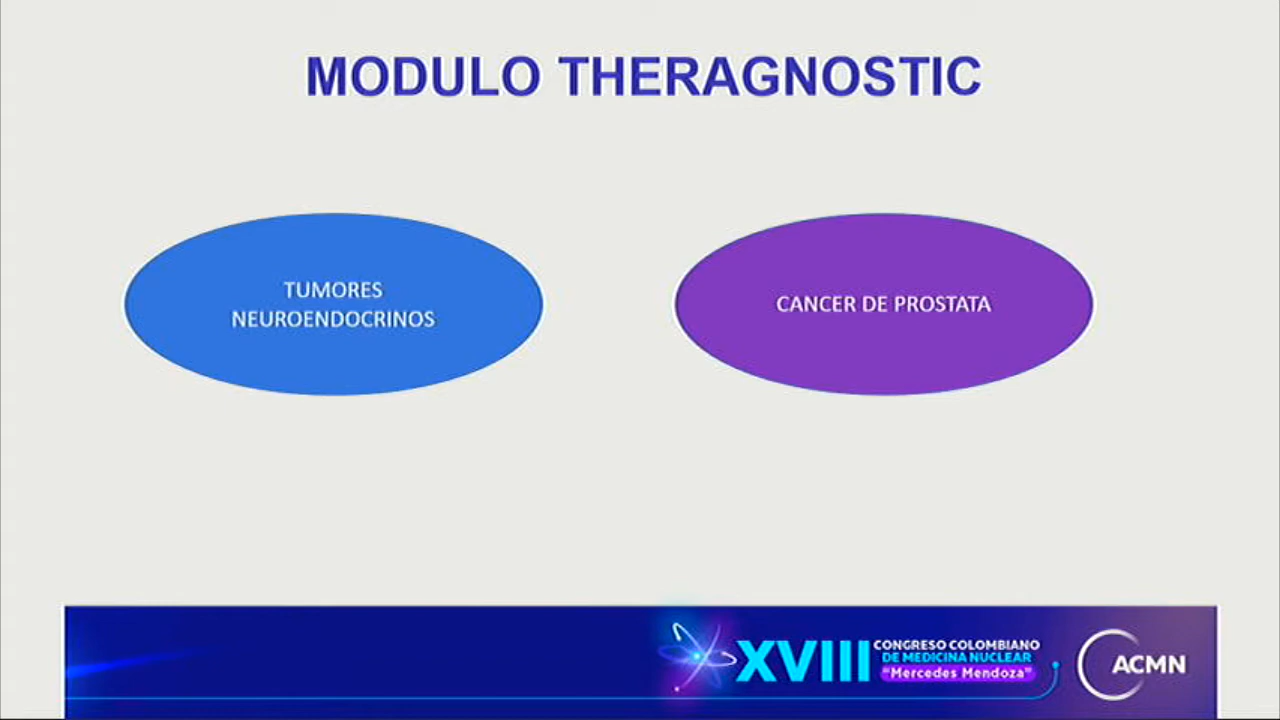 MODULO THERAGNOSTIC
TUMORES
NEUROENDOCRINOS
CANCER DE PROSTATA
XVIII
CONGRESO COLOMBIANO
DE MEDICINA NUCLEAR
"Mercedes Mendoza"
ACMN